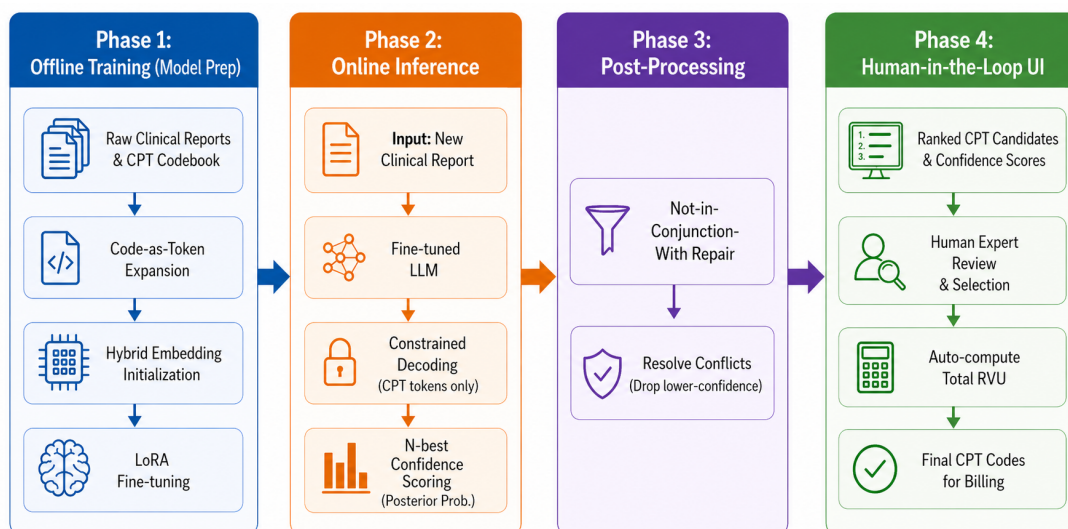 Phase 1:
Offline Training (Model Prep)
Raw Clinical Reports
& CPT Codebook
</>
Code-as-Token
Expansion
Hybrid Embedding
Initialization
LoRA
Fine-tuning
Phase 2:
Online Inference
Input: New
Clinical Report
Fine-tuned
LLM
Constrained
Decoding
(CPT tokens only)
N-best
Confidence
Scoring
(Posterior Prob.)
Phase 3:
Post-Processing
Not-in-
Conjunction-
With Repair
Resolve Conflicts
(Drop lower-confidence)
Phase 4:
Human-in-the-Loop UI
1.
2.
3.
Ranked CPT Candidates
& Confidence Scores
Human Expert
Review
& Selection
Auto-compute
Total RVU
Final CPT Codes
for Billing